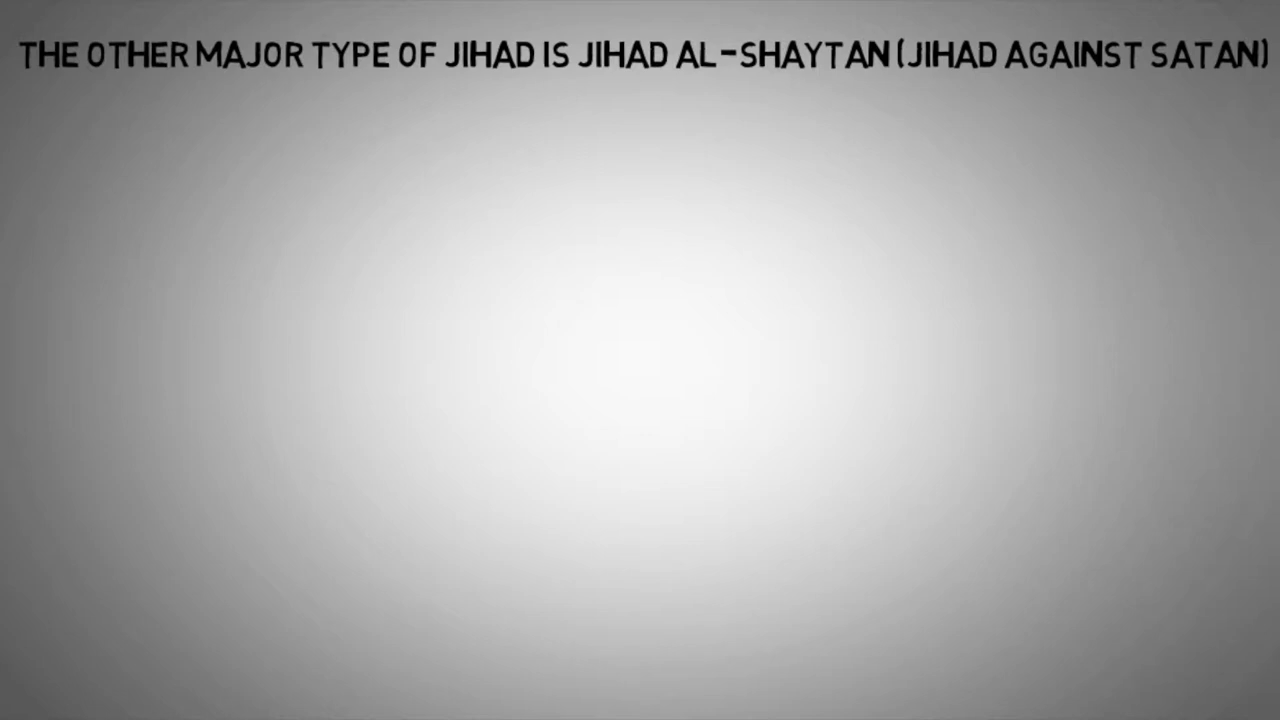 THE OTHER MAJOR TYPE OF JIHAD IS JIHAD AL-SHAYTAN (JIHAD AGAINST SATAN)